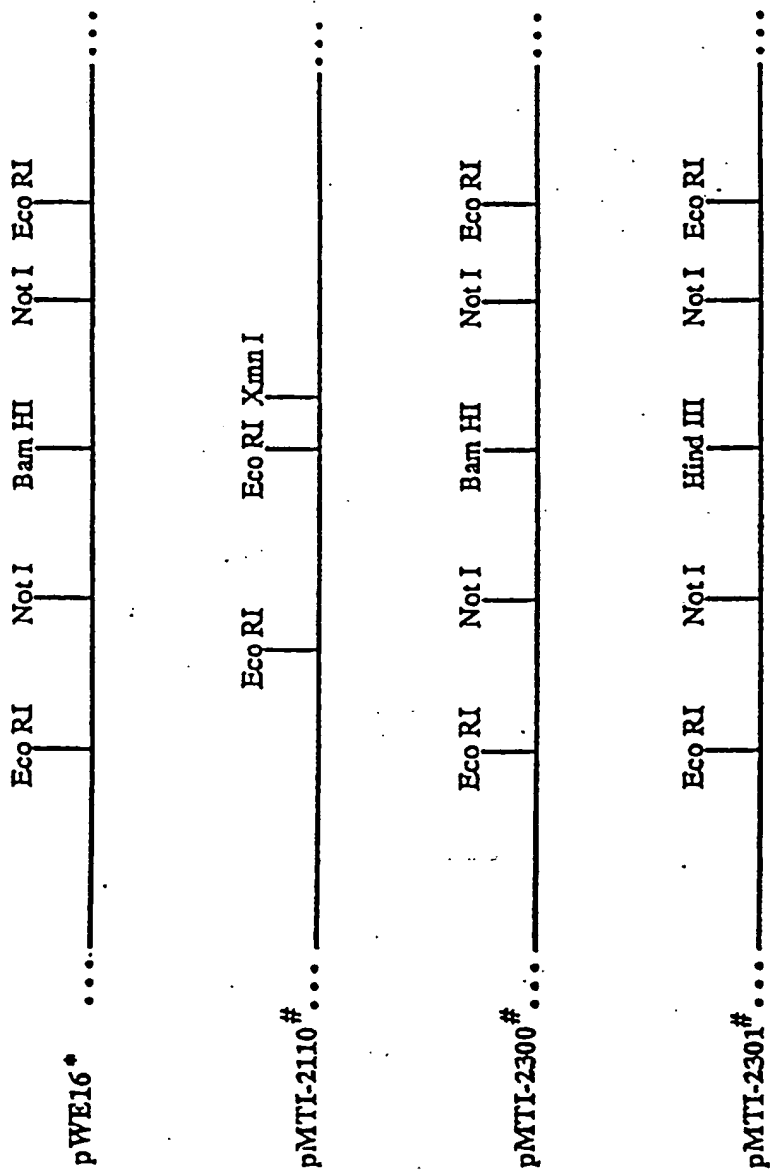 pWE16* .... Eco RI Not I Bam HI Not I Eco RI ...
pMTI-2110# ... Eco RI Eco RI Xmn I ....
pMTI-2300# .... Eco RI Not I Bam HI Not I Eco RI ....
pMTI-2301# ... Eco RI Not I Hind III Not I Eco RI ....